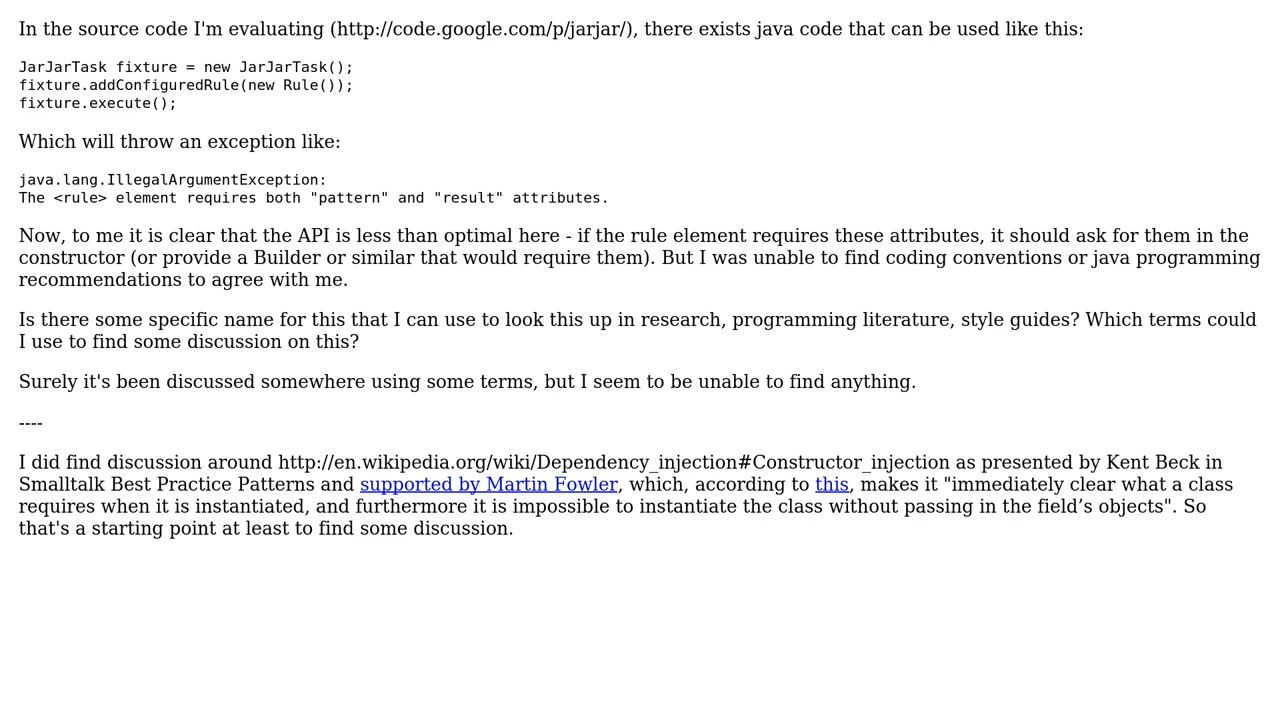 In the source code I'm evaluating (http://code.google.com/p/jarjar/), there exists java code that can be used like this:
JarJarTask fixture = new JarJarTask();
fixture.addConfiguredRule(new Rule());
fixture.execute();
Which will throw an exception like:
java.lang.IllegalArgumentException:
The <rule> element requires both "pattern" and "result" attributes.
Now, to me it is clear that the API is less than optimal here - if the rule element requires these attributes, it should ask for them in the
constructor (or provide a Builder or similar that would require them). But I was unable to find coding conventions or java programming
recommendations to agree with me.
Is there some specific name for this that I can use to look this up in research, programming literature, style guides? Which terms could
I use to find some discussion on this?
Surely it's been discussed somewhere using some terms, but I seem to be unable to find anything.
----
I did find discussion around http://en.wikipedia.org/wiki/Dependency_injection#Constructor_injection as presented by Kent Beck in
Smalltalk Best Practice Patterns and supported by Martin Fowler, which, according to this, makes it "immediately clear what a class
requires when it is instantiated, and furthermore it is impossible to instantiate the class without passing in the field’s objects". So
that's a starting point at least to find some discussion.